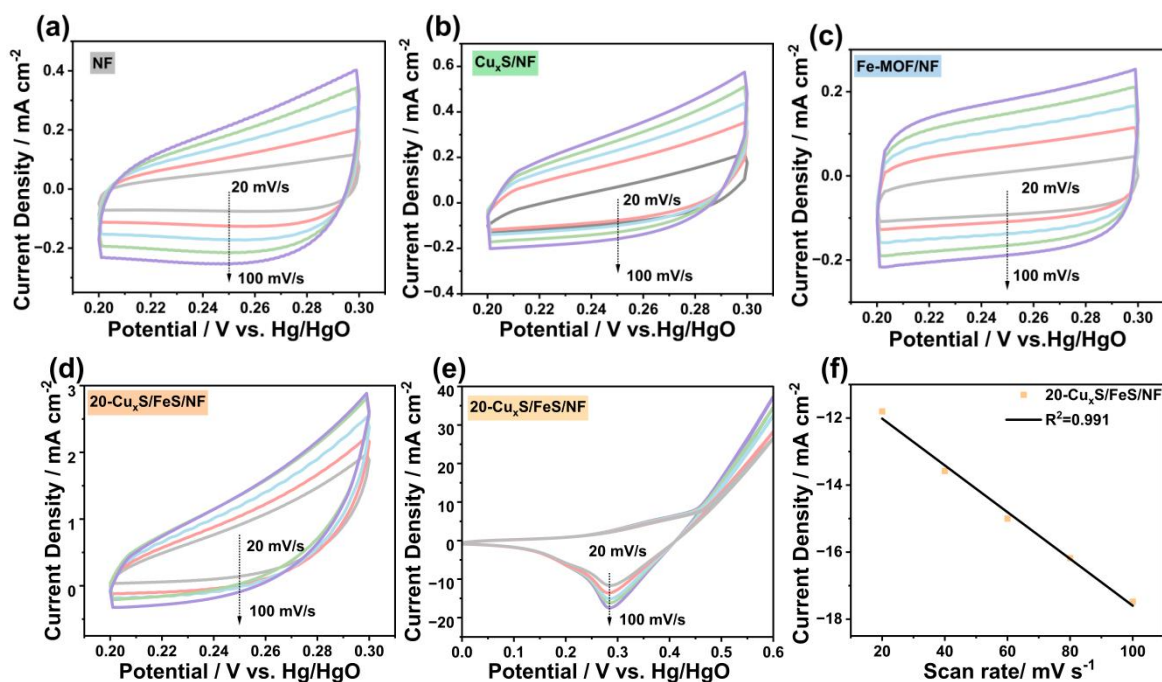 (a)
NF
Current Density / mA cm⁻²
0.4
0.2
0.0
−0.2
20 mV/s
100 mV/s
0.20 0.22 0.24 0.26 0.28 0.30
Potential / V vs. Hg/HgO
(b)
CuₓS/NF
Current Density / mA cm⁻²
0.6
0.4
0.2
0.0
−0.2
−0.4
20 mV/s
100 mV/s
0.20 0.22 0.24 0.26 0.28 0.30
Potential / V vs.Hg/HgO
(c)
Fe-MOF/NF
Current Density / mA cm⁻²
0.2
0.0
−0.2
20 mV/s
100 mV/s
0.20 0.22 0.24 0.26 0.28 0.30
Potential / V vs.Hg/HgO
(d)
20-CuₓS/FeS/NF
Current Density / mA cm⁻²
3
2
1
0
20 mV/s
100 mV/s
0.20 0.22 0.24 0.26 0.28 0.30
Potential / V vs. Hg/HgO
(e)
20-CuₓS/FeS/NF
Current Density / mA cm⁻²
40
30
20
10
0
−10
−20
20 mV/s
100 mV/s
0.0 0.1 0.2 0.3 0.4 0.5 0.6
Potential / V vs. Hg/HgO
(f)
20-CuₓS/FeS/NF
R²=0.991
Current Density / mA cm⁻²
−12
−14
−16
−18
20 40 60 80 100
Scan rate/ mV s⁻¹